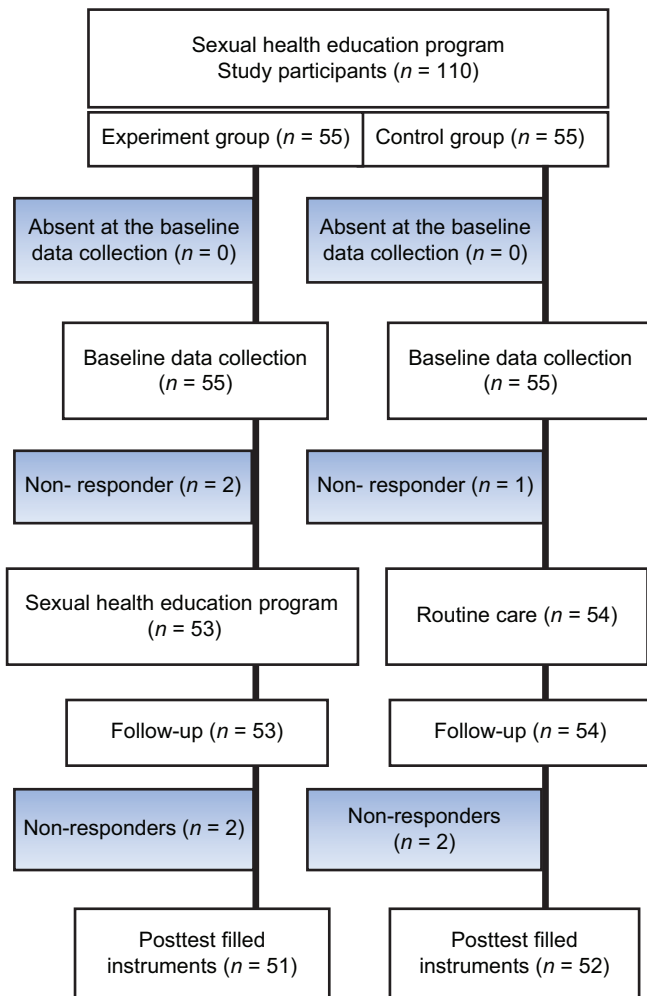 Sexual health education program
Study participants (n = 110)
Experiment group (n = 55)
Control group (n = 55)
Absent at the baseline
data collection (n = 0)
Absent at the baseline
data collection (n = 0)
Baseline data collection
(n = 55)
Baseline data collection
(n = 55)
Non- responder (n = 2)
Non- responder (n = 1)
Sexual health education program
(n = 53)
Routine care (n = 54)
Follow-up (n = 53)
Follow-up (n = 54)
Non-responders (n = 2)
Non-responders
(n = 2)
Posttest filled
instruments (n = 51)
Posttest filled
instruments (n = 52)